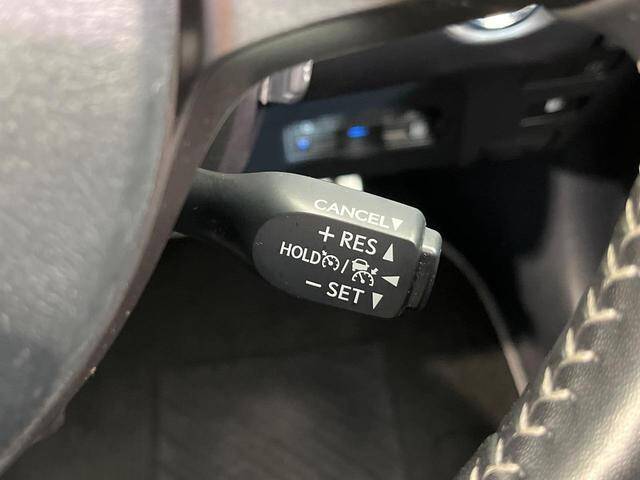 CANCEL▼
+ RES ▲
HOLD / ◀
− SET ▼